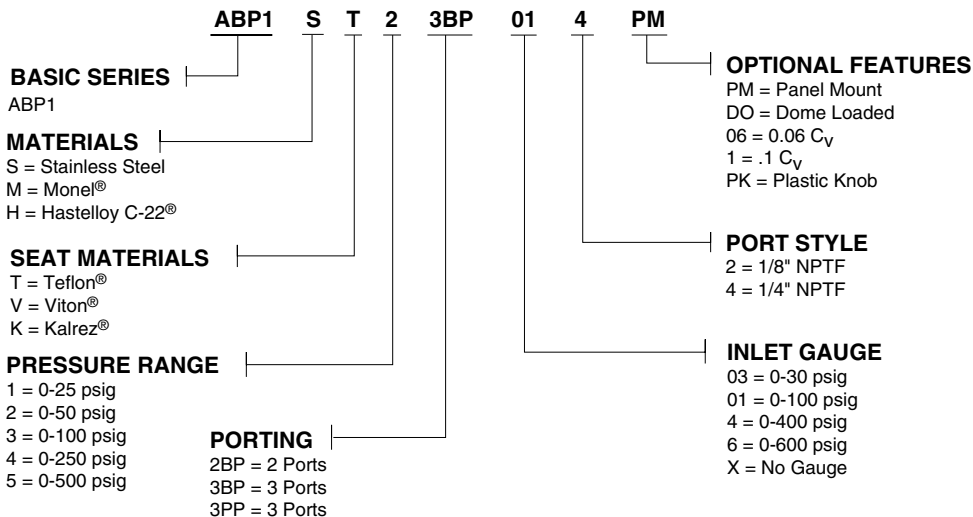 ABP1 S T 2 3BP 01 4 PM
BASIC SERIES
ABP1
MATERIALS
S = Stainless Steel
M = Monel®
H = Hastelloy C-22®
SEAT MATERIALS
T = Teflon®
V = Viton®
K = Kalrez®
PRESSURE RANGE
1 = 0-25 psig
2 = 0-50 psig
3 = 0-100 psig
4 = 0-250 psig
5 = 0-500 psig
PORTING
2BP = 2 Ports
3BP = 3 Ports
3PP = 3 Ports
OPTIONAL FEATURES
PM = Panel Mount
DO = Dome Loaded
06 = 0.06 Cv
1 = .1 Cv
PK = Plastic Knob
PORT STYLE
2 = 1/8" NPTF
4 = 1/4" NPTF
INLET GAUGE
03 = 0-30 psig
01 = 0-100 psig
4 = 0-400 psig
6 = 0-600 psig
X = No Gauge